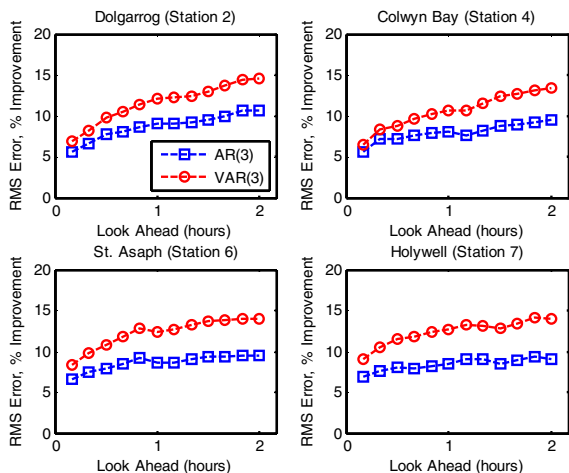 Dolgarrog (Station 2)
Colwyn Bay (Station 4)
RMS Error, % Improvement
20
15
10
5
0
AR(3)
VAR(3)
0 1 2
Look Ahead (hours)
RMS Error, % Improvement
20
15
10
5
0
0 1 2
Look Ahead (hours)
St. Asaph (Station 6)
Holywell (Station 7)
RMS Error, % Improvement
20
15
10
5
0
0 1 2
Look Ahead (hours)
RMS Error, % Improvement
20
15
10
5
0
0 1 2
Look Ahead (hours)